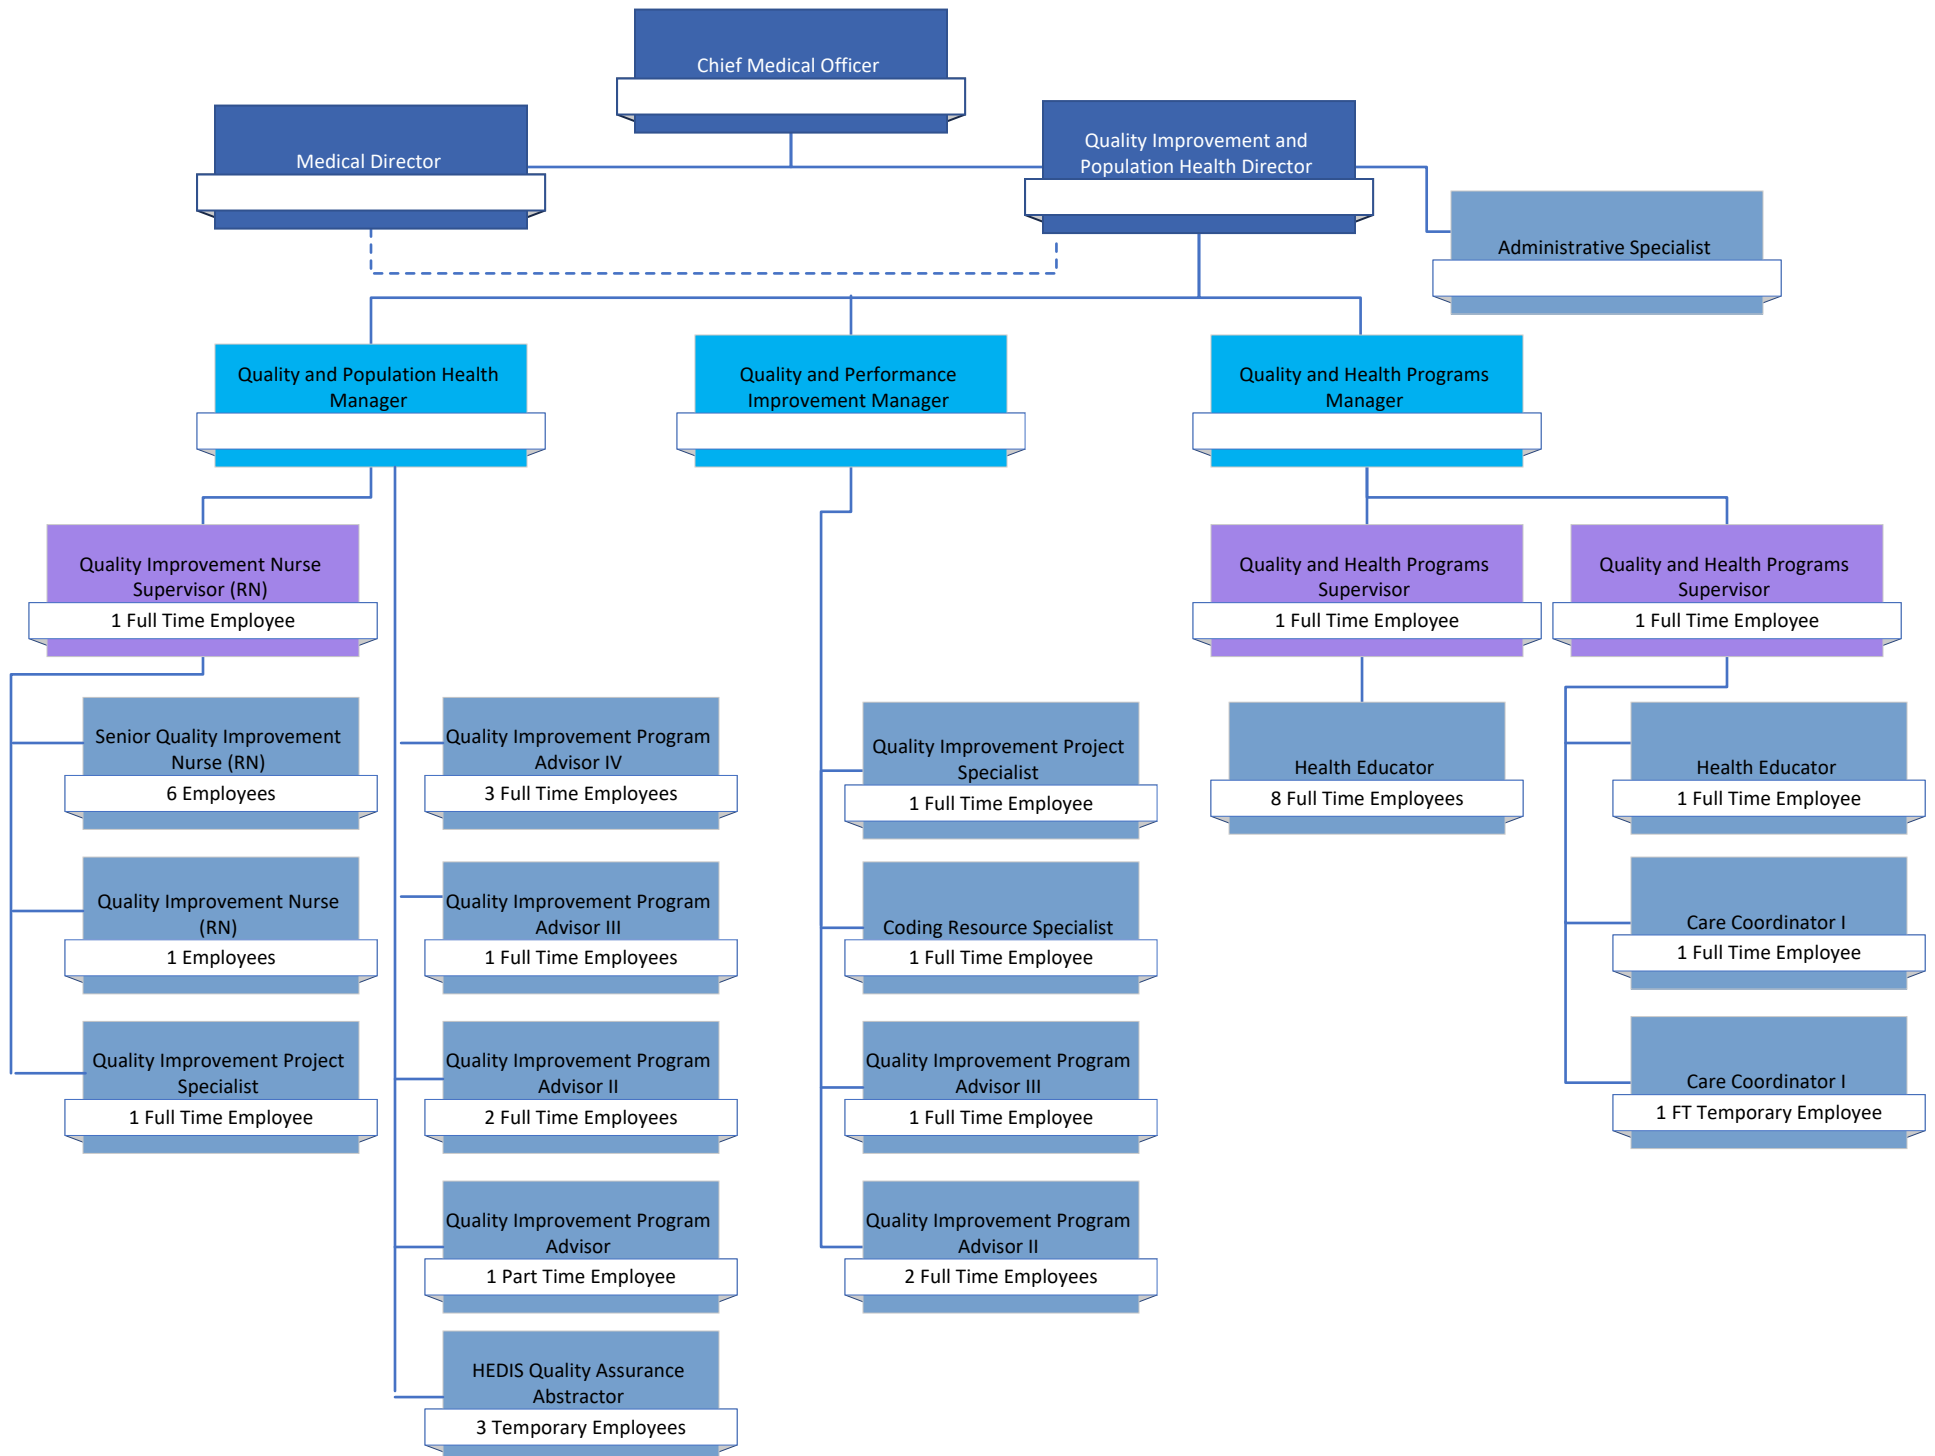 Chief Medical Officer
Medical Director
Quality Improvement and
Population Health Director
Administrative Specialist
Quality and Population Health
Manager
Quality and Performance
Improvement Manager
Quality and Health Programs
Manager
Quality Improvement Nurse
Supervisor (RN)
1 Full Time Employee
Quality and Health Programs
Supervisor
1 Full Time Employee
Quality and Health Programs
Supervisor
1 Full Time Employee
Senior Quality Improvement
Nurse (RN)
6 Employees
Quality Improvement Nurse
(RN)
1 Employees
Quality Improvement Project
Specialist
1 Full Time Employee
Quality Improvement Program
Advisor IV
3 Full Time Employees
Quality Improvement Program
Advisor III
1 Full Time Employees
Quality Improvement Program
Advisor II
2 Full Time Employees
Quality Improvement Program
Advisor
1 Part Time Employee
HEDIS Quality Assurance
Abstractor
3 Temporary Employees
Quality Improvement Project
Specialist
1 Full Time Employee
Coding Resource Specialist
1 Full Time Employee
Quality Improvement Program
Advisor III
1 Full Time Employee
Quality Improvement Program
Advisor II
2 Full Time Employees
Health Educator
8 Full Time Employees
Health Educator
1 Full Time Employee
Care Coordinator I
1 Full Time Employee
Care Coordinator I
1 FT Temporary Employee